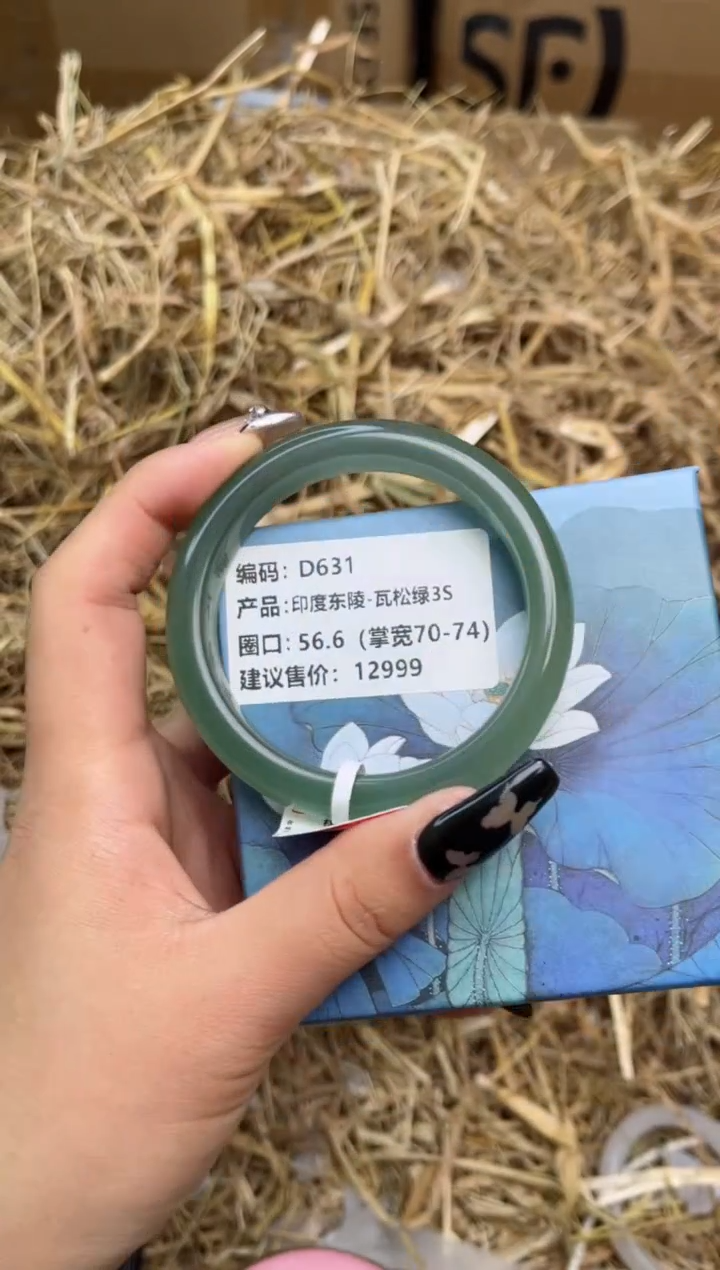 SF
编码：D631
产品：印度东陵-瓦松绿3S
圈口：56.6（掌宽70-74)
建议售价：12999